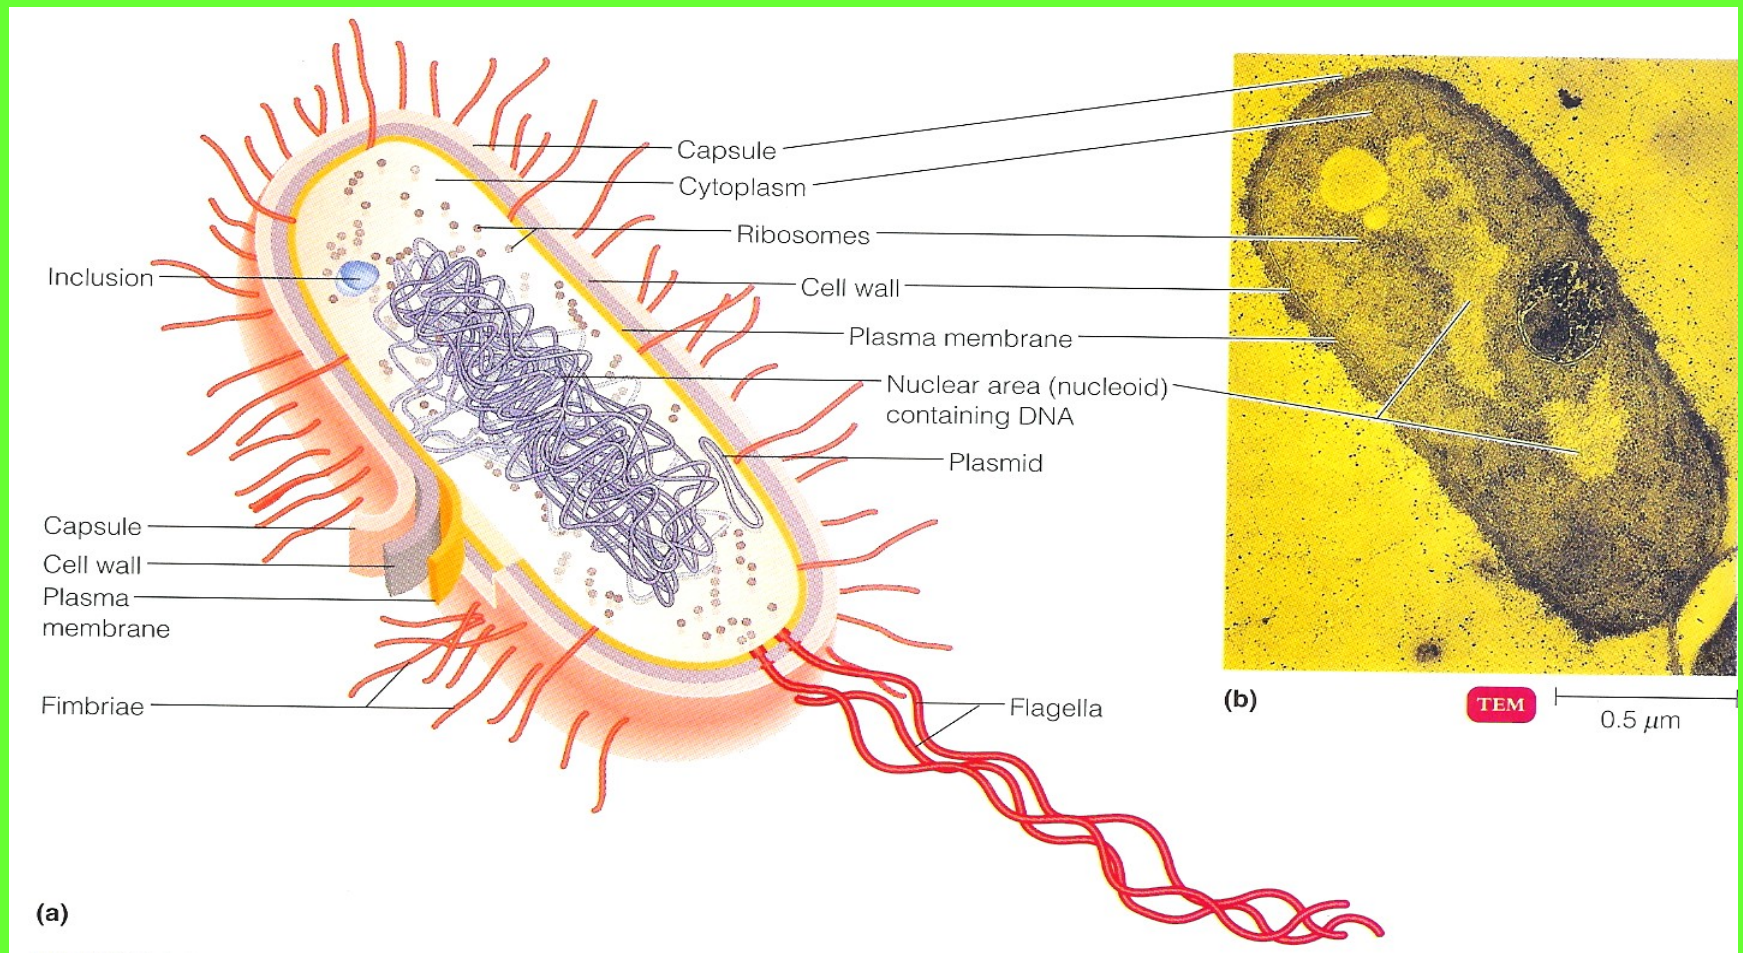 Capsule
Cytoplasm
Ribosomes
Inclusion
Cell wall
Plasma membrane
Nuclear area (nucleoid)
containing DNA
Plasmid
Capsule
Cell wall
Plasma
membrane
Fimbriae
Flagella
(b)
TEM
0.5 μm
(a)